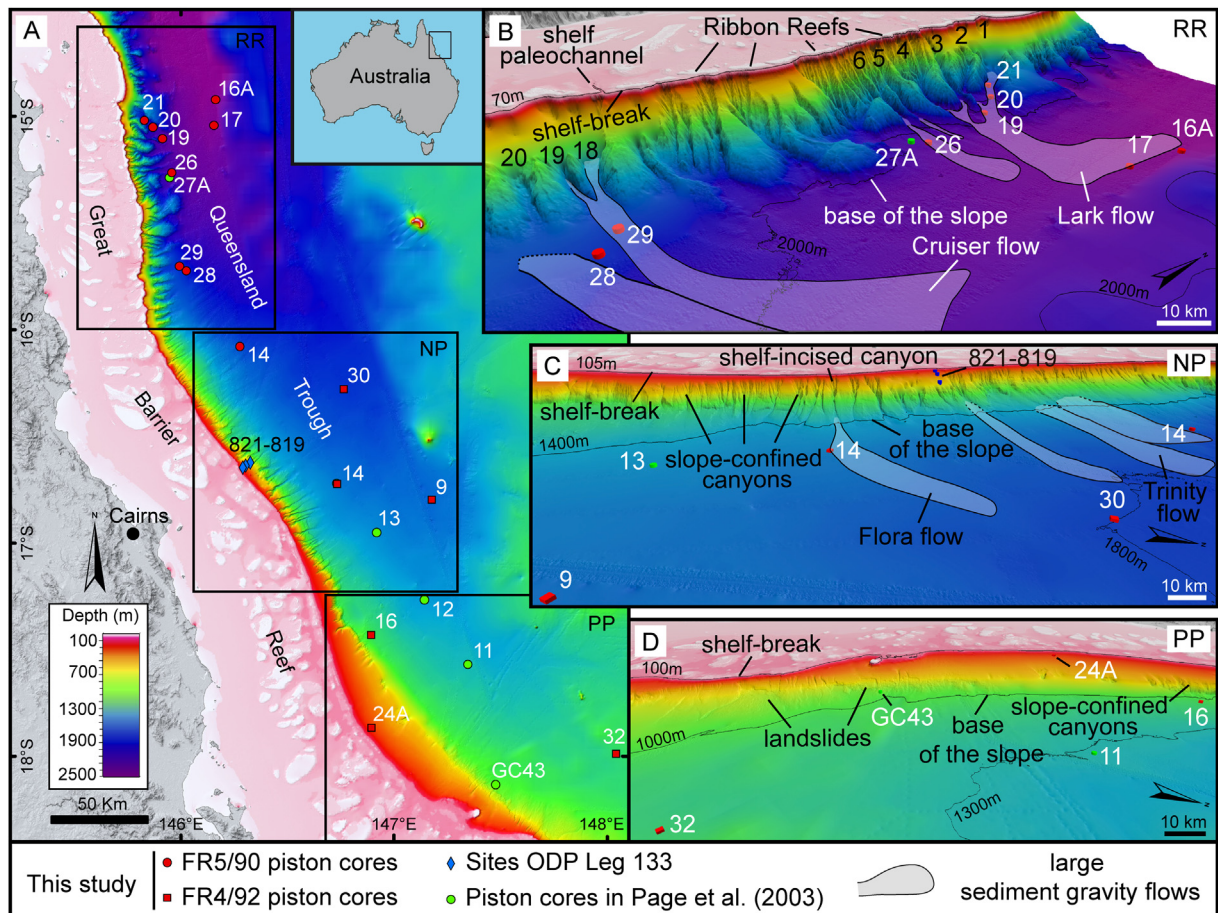 A
RR
Australia
15°S
16°S
17°S
18°S
21
20
19
16A
17
26
27A
29
28
Great
Queensland
NP
14
30
Trough
Barrier
821-819
14
9
13
N
Cairns
12
PP
16
11
Reef
24A
32
GC43
Depth (m)
100
700
1300
1900
2500
50 Km
146°E
147°E
148°E
B
RR
shelf
paleochannel
Ribbon Reefs
6 5 4 3 2 1
70m
shelf-break
20 19 18
21
20
19
16A
17
26
27A
base of the slope
Lark flow
Cruiser flow
29
28
2000m
2000m
N
10 km
C
NP
105m
shelf-incised canyon
821-819
shelf-break
1400m
base
of the slope
13
slope-confined
canyons
14
14
Flora flow
Trinity
flow
30
1800m
9
N
10 km
D
PP
100m
shelf-break
24A
GC43
slope-confined
canyons
16
landslides
base
of the slope
1000m
11
1300m
32
N
10 km
This study
FR5/90 piston cores
FR4/92 piston cores
Sites ODP Leg 133
Piston cores in Page et al. (2003)
large
sediment gravity flows